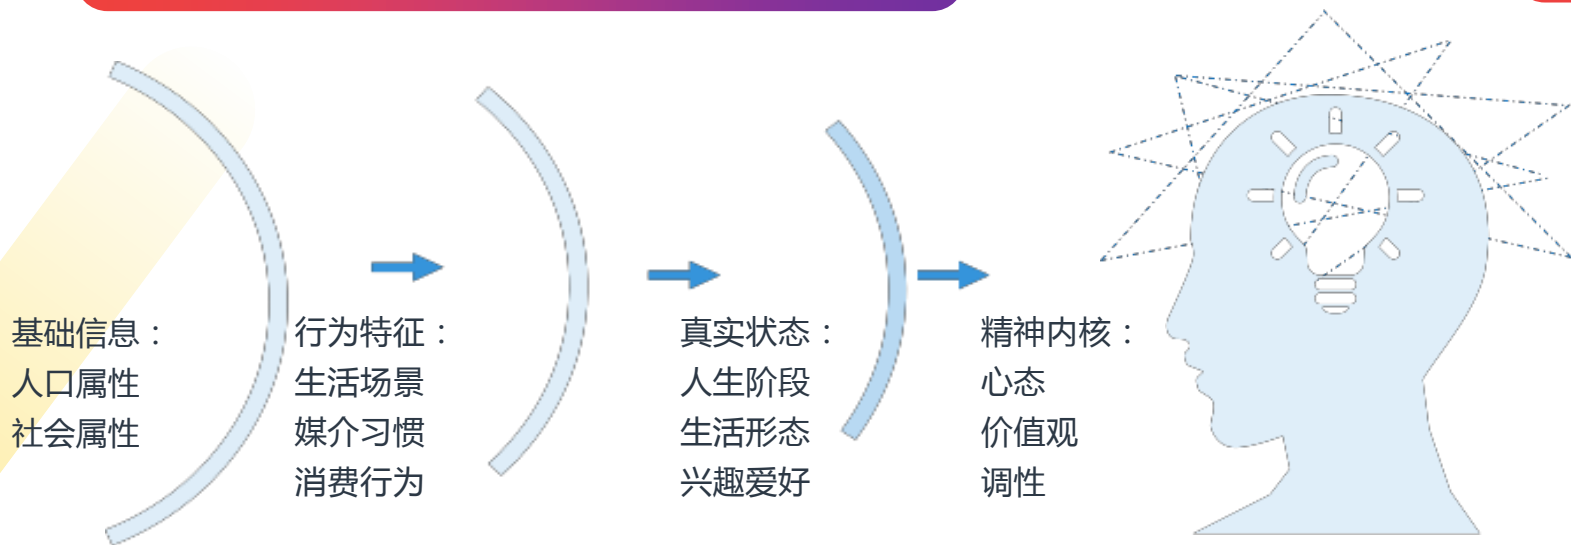 基础信息：
人口属性
社会属性
行为特征：
生活场景
媒介习惯
消费行为
真实状态：
人生阶段
生活形态
兴趣爱好
精神内核：
心态
价值观
调性